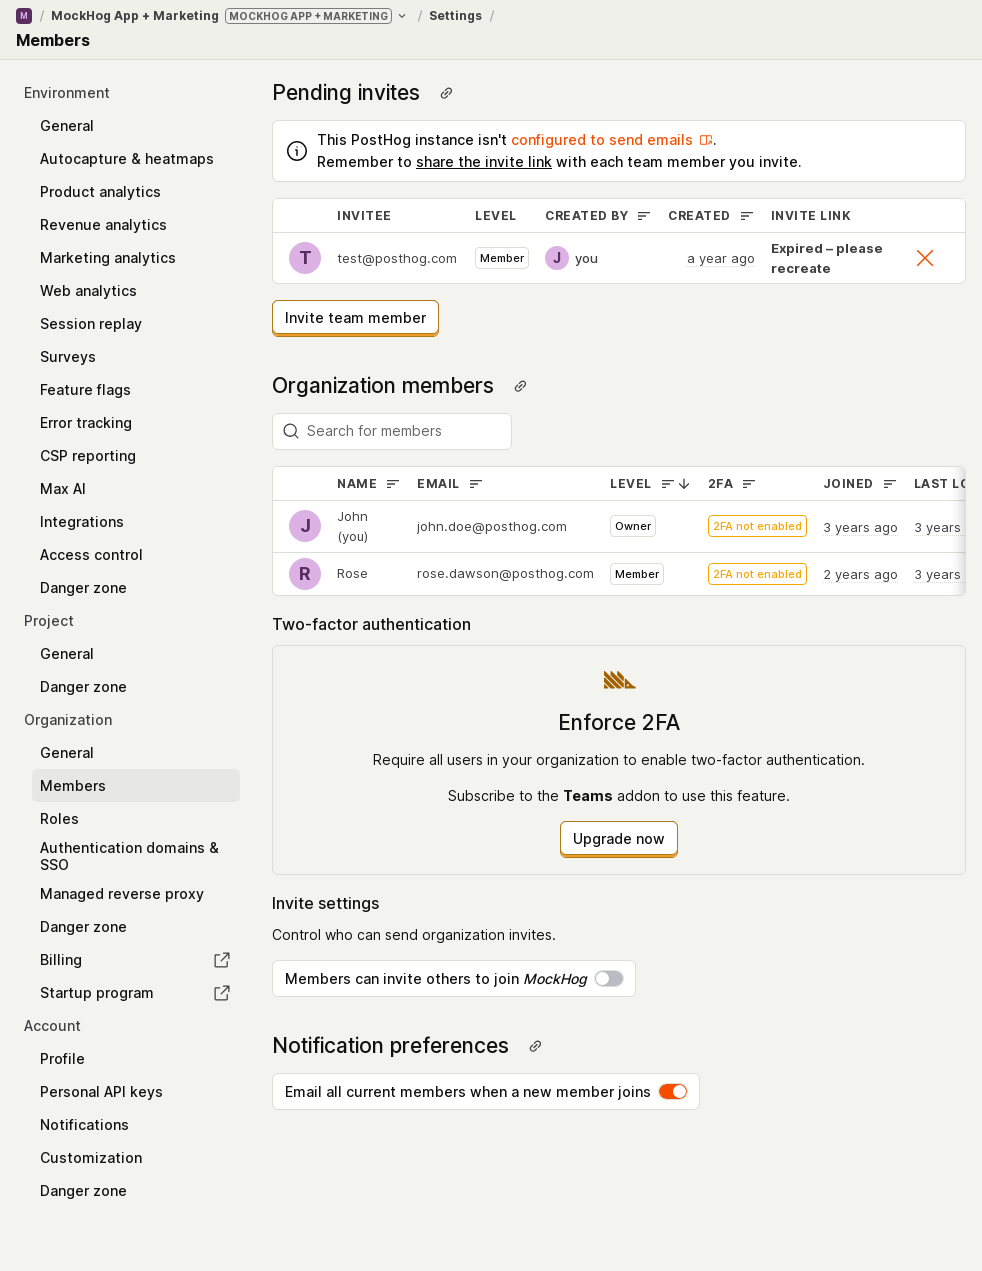 M / MockHog App + Marketing MOCKHOG APP + MARKETING / Settings /
Members
Environment
General
Autocapture & heatmaps
Product analytics
Revenue analytics
Marketing analytics
Web analytics
Session replay
Surveys
Feature flags
Error tracking
CSP reporting
Max AI
Integrations
Access control
Danger zone
Project
General
Danger zone
Organization
General
Members
Roles
Authentication domains &
SSO
Managed reverse proxy
Danger zone
Billing
Startup program
Account
Profile
Personal API keys
Notifications
Customization
Danger zone
Pending invites
This PostHog instance isn't configured to send emails.
Remember to share the invite link with each team member you invite.
INVITEE LEVEL CREATED BY CREATED INVITE LINK
T test@posthog.com Member J you a year ago Expired – please
recreate
Invite team member
Organization members
Search for members
NAME EMAIL LEVEL 2FA JOINED LAST LO
J John
(you) john.doe@posthog.com Owner 2FA not enabled 3 years ago 3 years
R Rose rose.dawson@posthog.com Member 2FA not enabled 2 years ago 3 years
Two-factor authentication
Enforce 2FA
Require all users in your organization to enable two-factor authentication.
Subscribe to the Teams addon to use this feature.
Upgrade now
Invite settings
Control who can send organization invites.
Members can invite others to join MockHog
Notification preferences
Email all current members when a new member joins